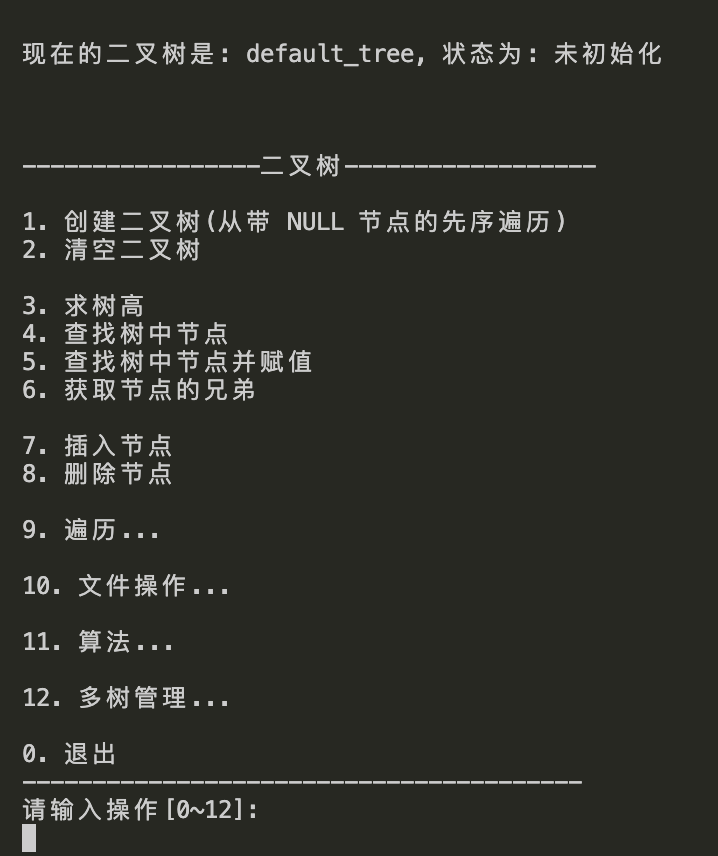 现在的二叉树是: default_tree, 状态为: 未初始化
-----------------二叉树------------------
1. 创建二叉树(从带 NULL 节点的先序遍历)
2. 清空二叉树
3. 求树高
4. 查找树中节点
5. 查找树中节点并赋值
6. 获取节点的兄弟
7. 插入节点
8. 删除节点
9. 遍历...
10. 文件操作...
11. 算法...
12. 多树管理...
0. 退出
----------------------------------------
请输入操作[0~12]: